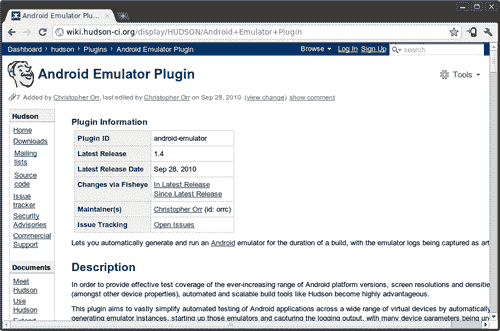 Android Emulator Plu...
wiki.hudson-ci.org/display/HUDSON/Android+Emulator+Plugin
Dashboard › hudson › Plugins › Android Emulator Plugin Browse Log In Sign Up search
Android Emulator Plugin
Tools
7 Added by Christopher Orr, last edited by Christopher Orr on Sep 28, 2010 (view change) show comment
Hudson
Home
Downloads
Mailing
lists
Source
code
Issue
tracker
Security
Advisories
Commercial
Support
Documents
Meet
Hudson
Use
Hudson
Extend
Plugin Information
Plugin ID android-emulator
Latest Release 1.4
Latest Release Date Sep 28, 2010
Changes via Fisheye In Latest Release
Since Latest Release
Maintainer(s) Christopher Orr (id: orrc)
Issue Tracking Open Issues
Lets you automatically generate and run an Android emulator for the duration of a build, with the emulator logs being captured as art
Description
In order to provide effective test coverage of the ever-increasing range of Android platform versions, screen resolutions and densitie
(amongst other device properties), automated and scalable build tools like Hudson become highly advantageous.
This plugin aims to vastly simplify automated testing of Android applications across a wide range of virtual devices by automatically
generating emulator instances, starting up those emulators and capturing the logging output, with many device parameters being